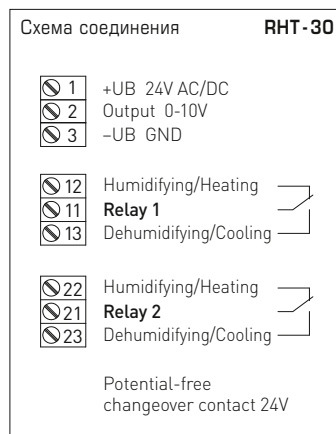 Схема соединения RHT-30
1 +UB 24V AC/DC
2 Output 0-10V
3 –UB GND
12 Humidifying/Heating
11 Relay 1
13 Dehumidifying/Cooling
22 Humidifying/Heating
21 Relay 2
23 Dehumidifying/Cooling
Potential-free
changeover contact 24V